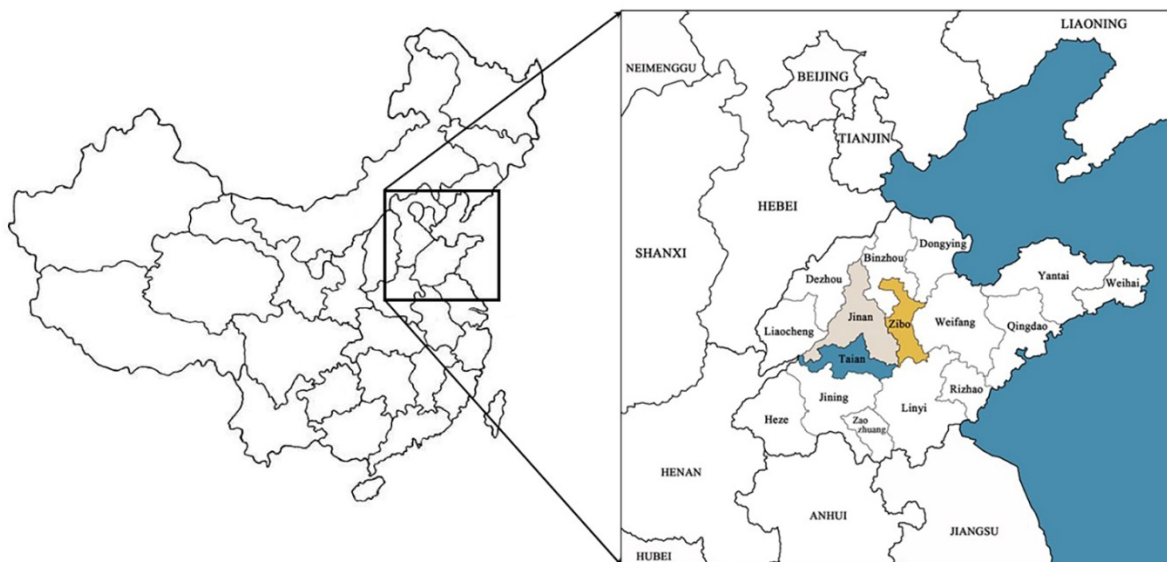 LIAONING
NEIMENGGU
BEIJING
TIANJIN
HEBEI
SHANXI
Dongying
Binzhou
Dezhou
Yantai
Weihai
Jinan
Zibo
Weifang
Qingdao
Liaocheng
Taian
Rizhao
Jining
Linyi
Heze
Zao
zhuang
HENAN
ANHUI
JIANGSU
HUBEI